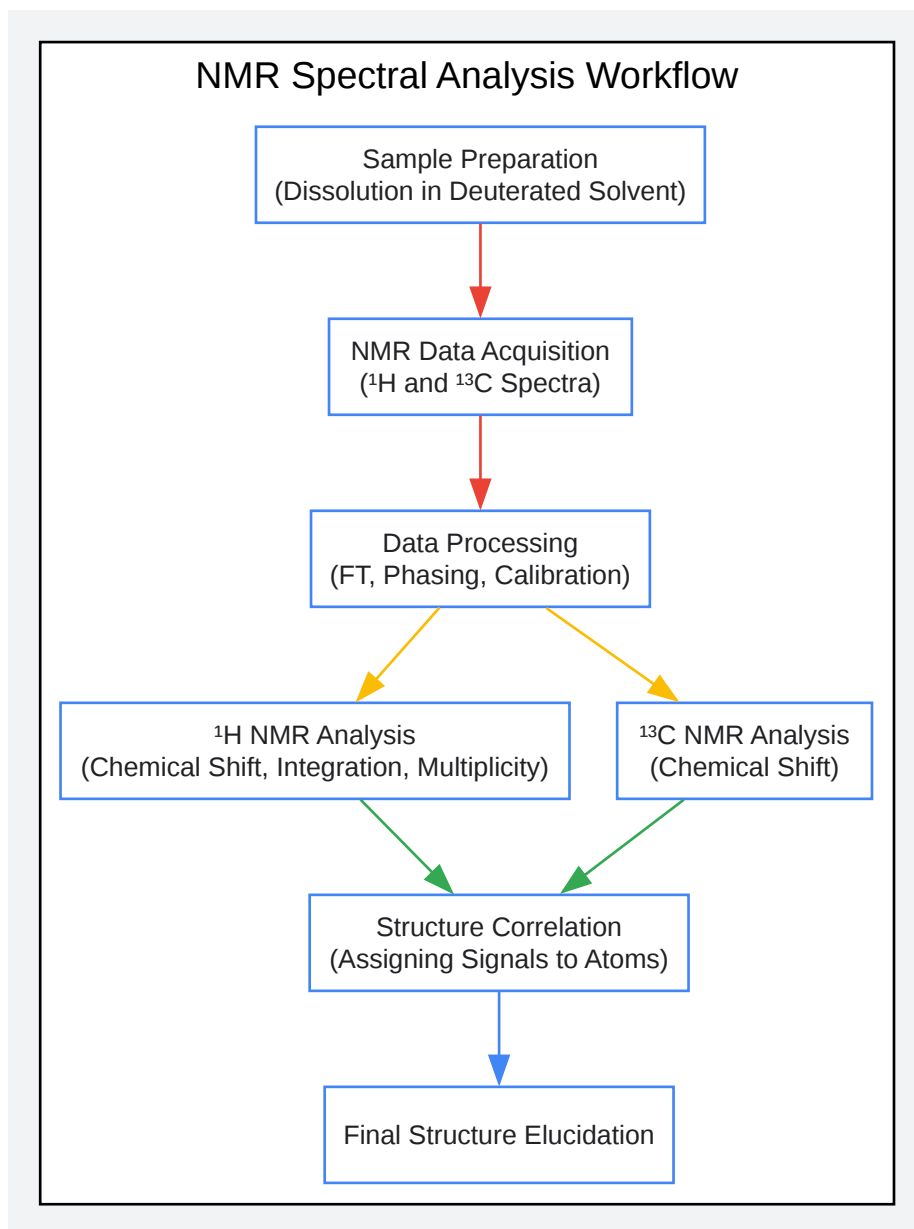 NMR Spectral Analysis Workflow
Sample Preparation
(Dissolution in Deuterated Solvent)
NMR Data Acquisition
(¹H and ¹³C Spectra)
Data Processing
(FT, Phasing, Calibration)
¹H NMR Analysis
(Chemical Shift, Integration, Multiplicity)
¹³C NMR Analysis
(Chemical Shift)
Structure Correlation
(Assigning Signals to Atoms)
Final Structure Elucidation